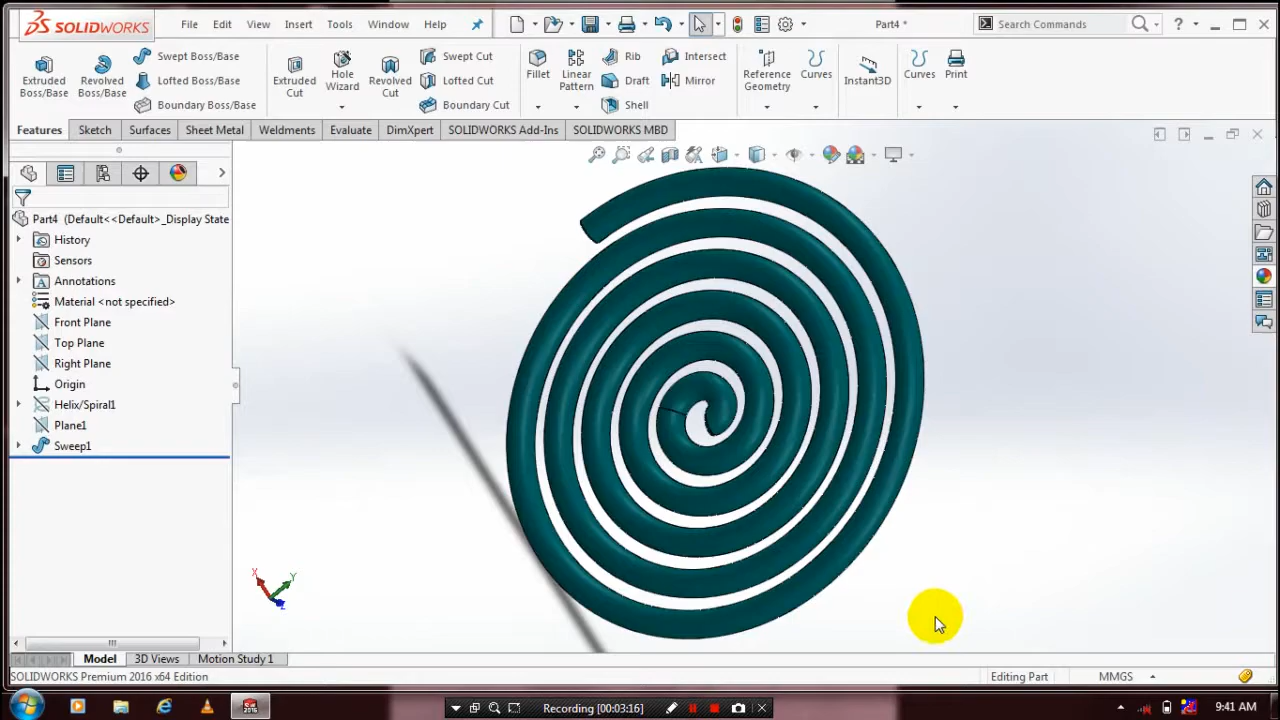 SOLIDWORKS File Edit View Insert Tools Window Help Part4 * Search Commands ?
Extruded Boss/Base
Revolved Boss/Base
Swept Boss/Base
Lofted Boss/Base
Boundary Boss/Base
Extruded Cut
Hole Wizard
Revolved Cut
Swept Cut
Lofted Cut
Boundary Cut
Fillet
Linear Pattern
Rib
Draft
Shell
Intersect
Mirror
Reference Geometry
Curves
Instant3D
Curves
Print
Features Sketch Surfaces Sheet Metal Weldments Evaluate DimXpert SOLIDWORKS Add-Ins SOLIDWORKS MBD
Part4 (Default<<Default>_Display State
History
Sensors
Annotations
Material <not specified>
Front Plane
Top Plane
Right Plane
Origin
Helix/Spiral1
Plane1
Sweep1
X Y Z
Model 3D Views Motion Study 1
SOLIDWORKS Premium 2016 x64 Edition Editing Part MMGS
Recording [00:03:16] 9:41 AM